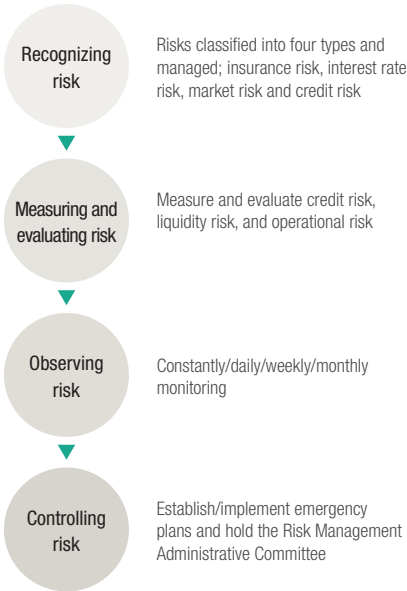 Recognizing
risk
Risks classified into four types and
managed; insurance risk, interest rate
risk, market risk and credit risk
Measuring and
evaluating risk
Measure and evaluate credit risk,
liquidity risk, and operational risk
Observing
risk
Constantly/daily/weekly/monthly
monitoring
Controlling
risk
Establish/implement emergency
plans and hold the Risk Management
Administrative Committee